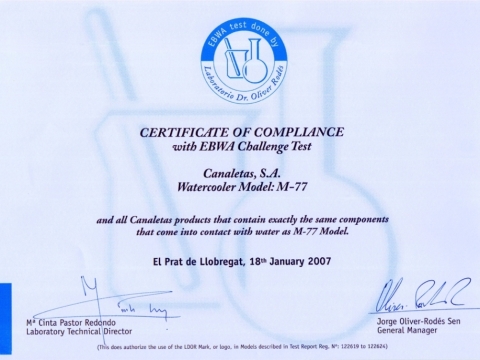 EBWA test done by
Laboratorio Dr. Oliver Rodés
CERTIFICATE OF COMPLIANCE
with EBWA Challenge Test
Canaletas, S.A.
Watercooler Model: M-77
and all Canaletas products that contain exactly the same components
that come into contact with water as M-77 Model.
El Prat de Llobregat, 18th January 2007
Mª Cinta Pastor Redondo
Laboratory Technical Director
Jorge Oliver-Rodés Sen
General Manager
(This does authorize the use of the LDOR Mark, or logo, in Models described in Test Report Reg. Nº: 122619 to 122624)